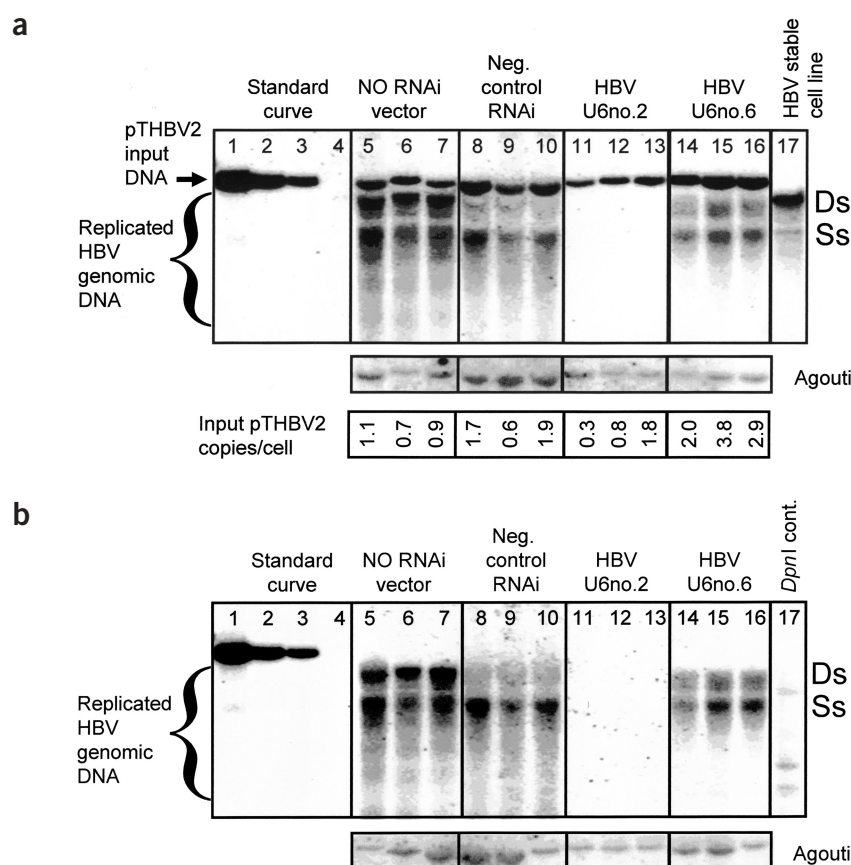 a
Standard curve
NO RNAi vector
Neg. control RNAi
HBV U6no.2
HBV U6no.6
HBV stable cell line
pTHBV2 input DNA
1 2 3 4 5 6 7 8 9 10 11 12 13 14 15 16 17
Ds
Ss
Replicated HBV genomic DNA
Agouti
Input pTHBV2 copies/cell
1.1 0.7 0.9 1.7 0.6 1.9 0.3 0.8 1.8 2.0 3.8 2.9
b
Standard curve
NO RNAi vector
Neg. control RNAi
HBV U6no.2
HBV U6no.6
DpnI cont.
1 2 3 4 5 6 7 8 9 10 11 12 13 14 15 16 17
Ds
Ss
Replicated HBV genomic DNA
Agouti